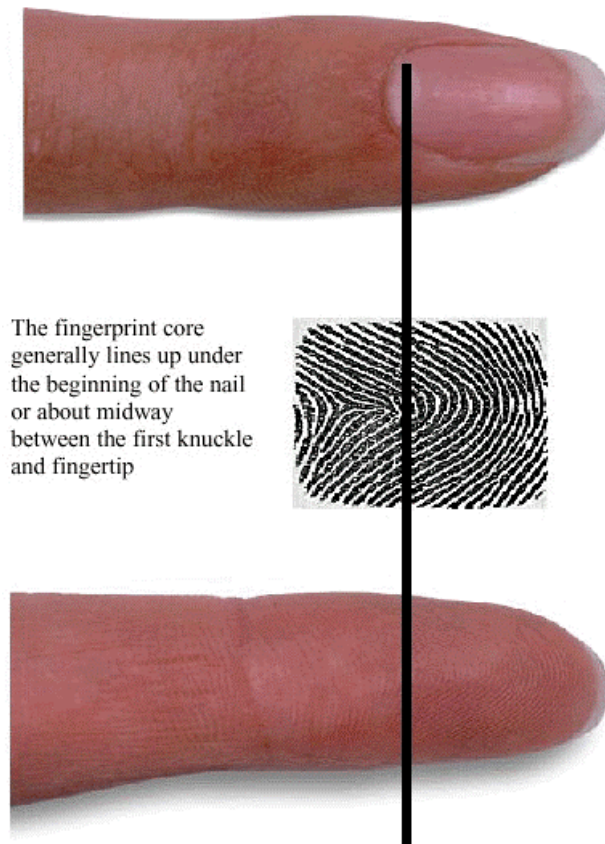 The fingerprint core
generally lines up under
the beginning of the nail
or about midway
between the first knuckle
and fingertip